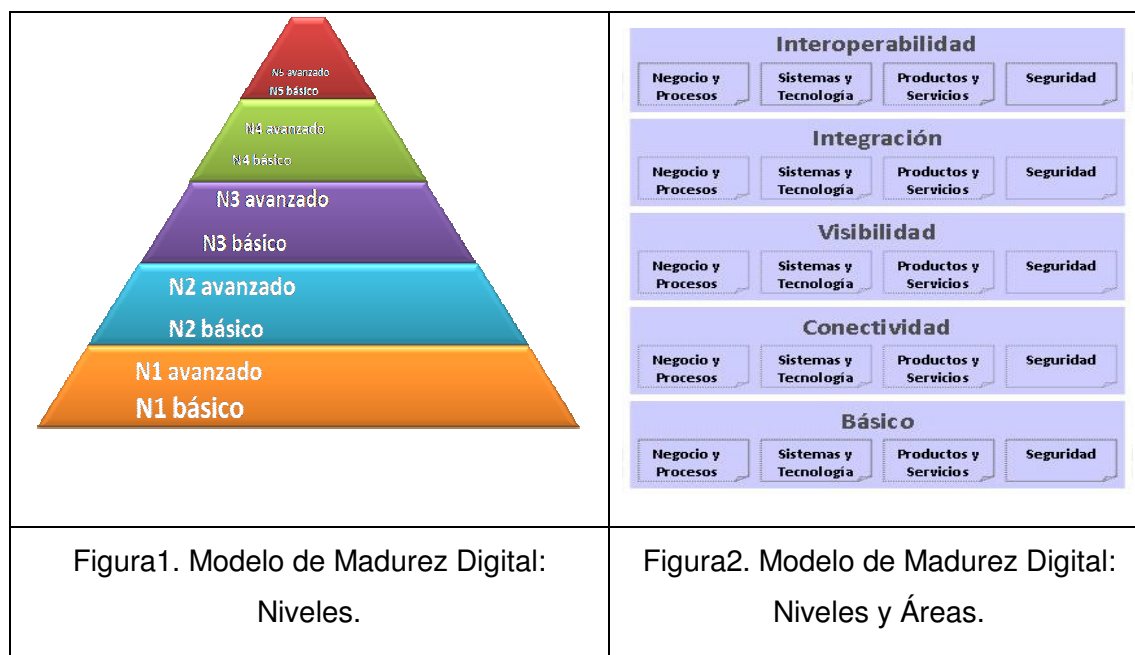 N5 avanzado
N5 básico
N4 avanzado
N4 básico
N3 avanzado
N3 básico
N2 avanzado
N2 básico
N1 avanzado
N1 básico
Interoperabilidad
Negocio y Procesos
Sistemas y Tecnología
Productos y Servicios
Seguridad
Integración
Negocio y Procesos
Sistemas y Tecnología
Productos y Servicios
Seguridad
Visibilidad
Negocio y Procesos
Sistemas y Tecnología
Productos y Servicios
Seguridad
Conectividad
Negocio y Procesos
Sistemas y Tecnología
Productos y Servicios
Seguridad
Básico
Negocio y Procesos
Sistemas y Tecnología
Productos y Servicios
Seguridad
Figura1. Modelo de Madurez Digital:
Niveles.
Figura2. Modelo de Madurez Digital:
Niveles y Áreas.